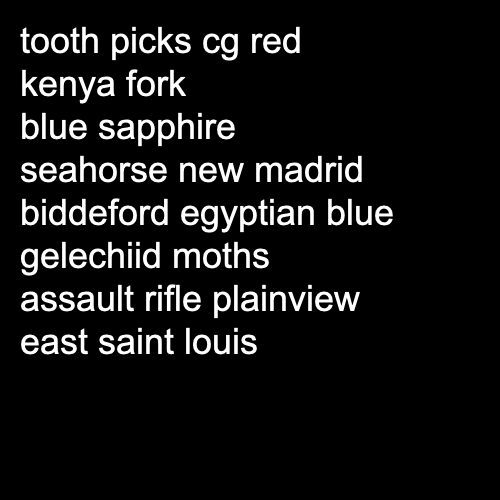 tooth picks cg red
kenya fork
blue sapphire
seahorse new madrid
biddeford egyptian blue
gelechiid moths
assault rifle plainview
east saint louis